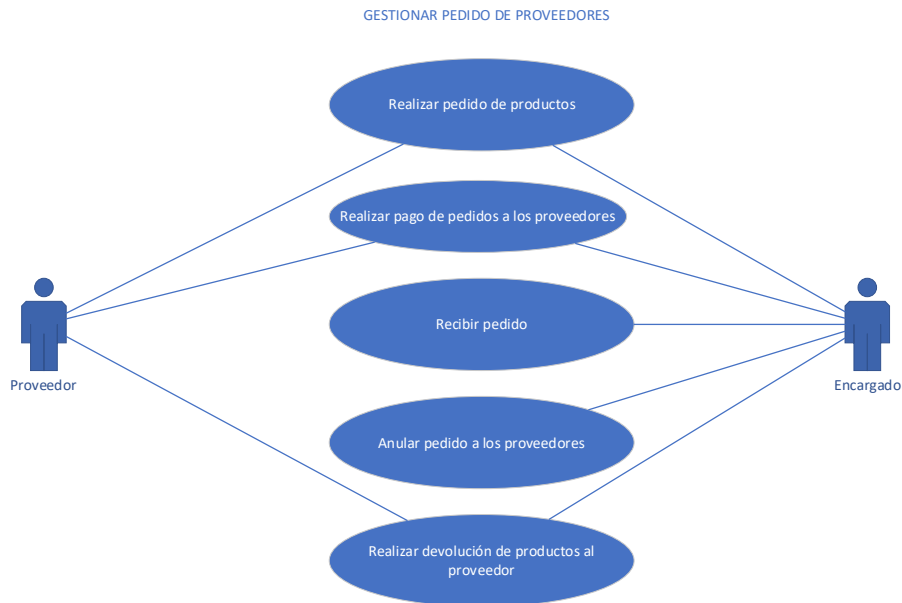 GESTIONAR PEDIDO DE PROVEEDORES
Realizar pedido de productos
Realizar pago de pedidos a los proveedores
Recibir pedido
Proveedor
Encargado
Anular pedido a los proveedores
Realizar devolución de productos al
proveedor